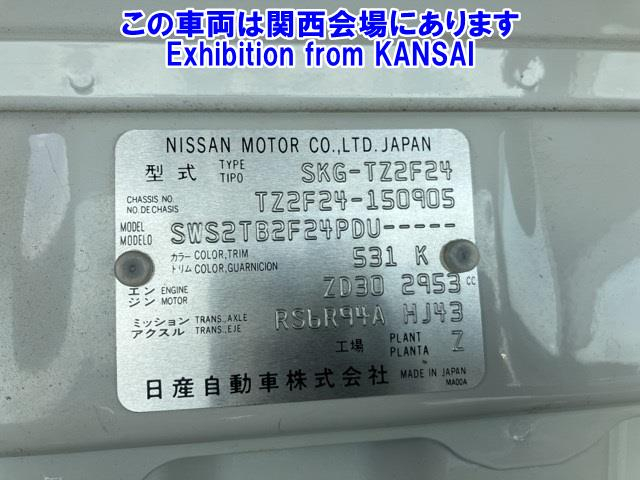 この車両は関西会場にあります
Exhibition from KANSAI
NISSAN MOTOR CO.,LTD. JAPAN
型式 TYPE TIPO SKG-TZ2F24
CHASSIS NO. NO. DE CHASIS TZ2F24-150905
MODEL MODELO SWS2TB2F24PDU-----
カラー COLOR,TRIM トリム COLOR,GUARNICION 531 K
エンジン ENGINE MOTOR ZD30 2953 CC
ミッション TRANS.,AXLE アクスル TRANS.,EJE RS6R94A HJ43
工場 PLANT PLANTA Z
日産自動車株式会社 MADE IN JAPAN
MA00A